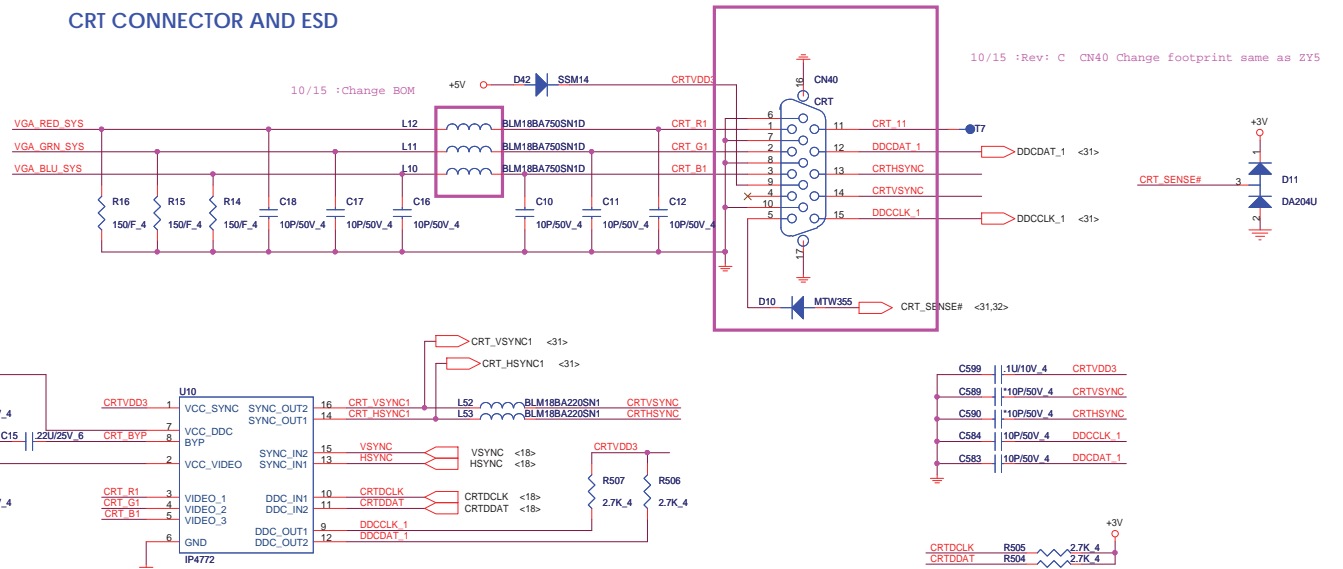 CRT CONNECTOR AND ESD
10/15 :Rev: C CN40 Change footprint same as ZY5
10/15 :Change BOM
+5V
D42
SSM14
CRTVDD3
16
CN40
CRT
VGA_RED_SYS
L12
BLM18BA750SN1D
CRT_R1
VGA_GRN_SYS
L11
BLM18BA750SN1D
CRT_G1
VGA_BLU_SYS
L10
BLM18BA750SN1D
CRT_B1
6
1
7
2
8
3
9
4
10
5
11
CRT_11
T7
12
DDCDAT_1
DDCDAT_1 <31>
13
CRTHSYNC
14
CRTVSYNC
15
DDCCLK_1
DDCCLK_1 <31>
17
R16
150/F_4
R15
150/F_4
R14
150/F_4
C18
10P/50V_4
C17
10P/50V_4
C16
10P/50V_4
C10
10P/50V_4
C11
10P/50V_4
C12
10P/50V_4
D10
MTW355
CRT_SENSE# <31,32>
+3V
1
CRT_SENSE#
3
D11
DA204U
2
CRT_VSYNC1 <31>
CRT_HSYNC1 <31>
U10
CRTVDD3
1
VCC_SYNC
7
VCC_DDC
C15
.22U/25V_6
CRT_BYP
8
BYP
2
VCC_VIDEO
CRT_R1
3
VIDEO_1
CRT_G1
4
VIDEO_2
CRT_B1
5
VIDEO_3
6
GND
IP4772
SYNC_OUT2
16
CRT_VSYNC1
L52
BLM18BA220SN1
CRTVSYNC
SYNC_OUT1
14
CRT_HSYNC1
L53
BLM18BA220SN1
CRTHSYNC
SYNC_IN2
15
VSYNC
VSYNC <18>
SYNC_IN1
13
HSYNC
HSYNC <18>
DDC_IN1
10
CRTDCLK
CRTDCLK <18>
DDC_IN2
11
CRTDDAT
CRTDDAT <18>
DDC_OUT1
9
DDCCLK_1
DDC_OUT2
12
DDCDAT_1
CRTVDD3
R507
2.7K_4
R506
2.7K_4
V_4
V_4
C599
.1U/10V_4
CRTVDD3
C589
*10P/50V_4
CRTVSYNC
C590
*10P/50V_4
CRTHSYNC
C584
10P/50V_4
DDCCLK_1
C583
10P/50V_4
DDCDAT_1
+3V
CRTDCLK
R505
2.7K_4
CRTDDAT
R504
2.7K_4